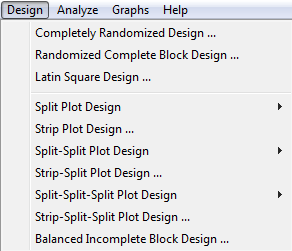 Design Analyze Graphs Help
Completely Randomized Design ...
Randomized Complete Block Design ...
Latin Square Design ...
Split Plot Design
Strip Plot Design ...
Split-Split Plot Design
Strip-Split Plot Design ...
Split-Split-Split Plot Design
Strip-Split-Split Plot Design ...
Balanced Incomplete Block Design ...